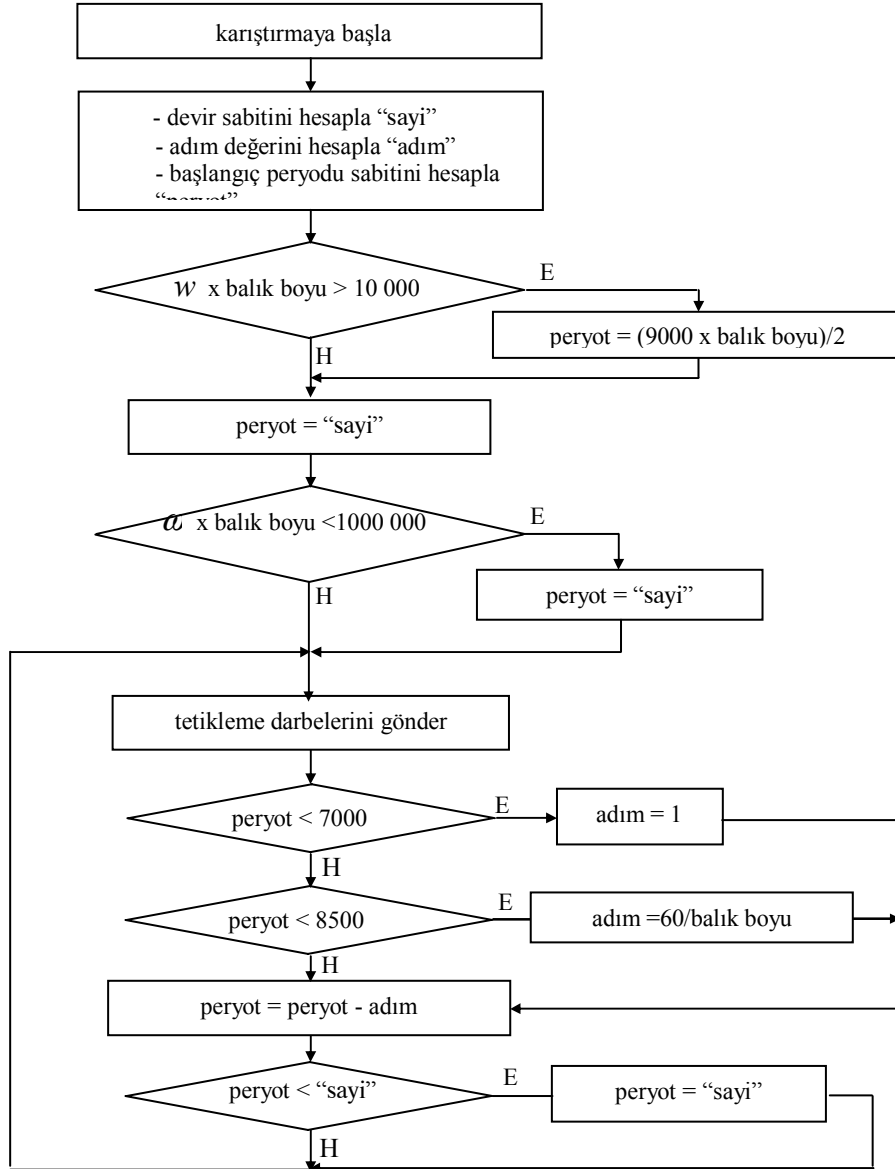 karıştırmaya başla
- devir sabitini hesapla “sayi”
- adım değerini hesapla “adım”
- başlangıç peryodu sabitini hesapla
“peryot”
w x balık boyu > 10 000
E
peryot = (9000 x balık boyu)/2
H
peryot = “sayi”
a x balık boyu <1000 000
E
H
peryot = “sayi”
tetikleme darbelerini gönder
peryot < 7000
E
adım = 1
H
peryot < 8500
E
adım =60/balık boyu
H
peryot = peryot - adım
peryot < “sayi”
E
peryot = “sayi”
H